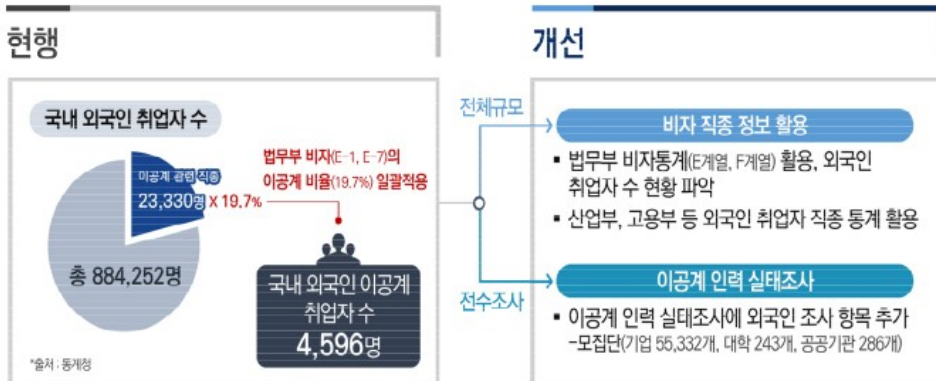 현행
국내 외국인 취업자 수
이공계 관련 직종
23,330명 X 19.7%
총 884,252명
법무부 비자(E-1, E-7)의
이공계 비율(19.7%) 일괄적용
국내 외국인 이공계
취업자 수
4,596명
*출처 : 통계청
전체규모
전수조사
개선
비자 직종 정보 활용
▪ 법무부 비자통계(E계열, F계열) 활용, 외국인
취업자 수 현황 파악
▪ 산업부, 고용부 등 외국인 취업자 직종 통계 활용
이공계 인력 실태조사
▪ 이공계 인력 실태조사에 외국인 조사 항목 추가
-모집단(기업 55,332개, 대학 243개, 공공기관 286개)